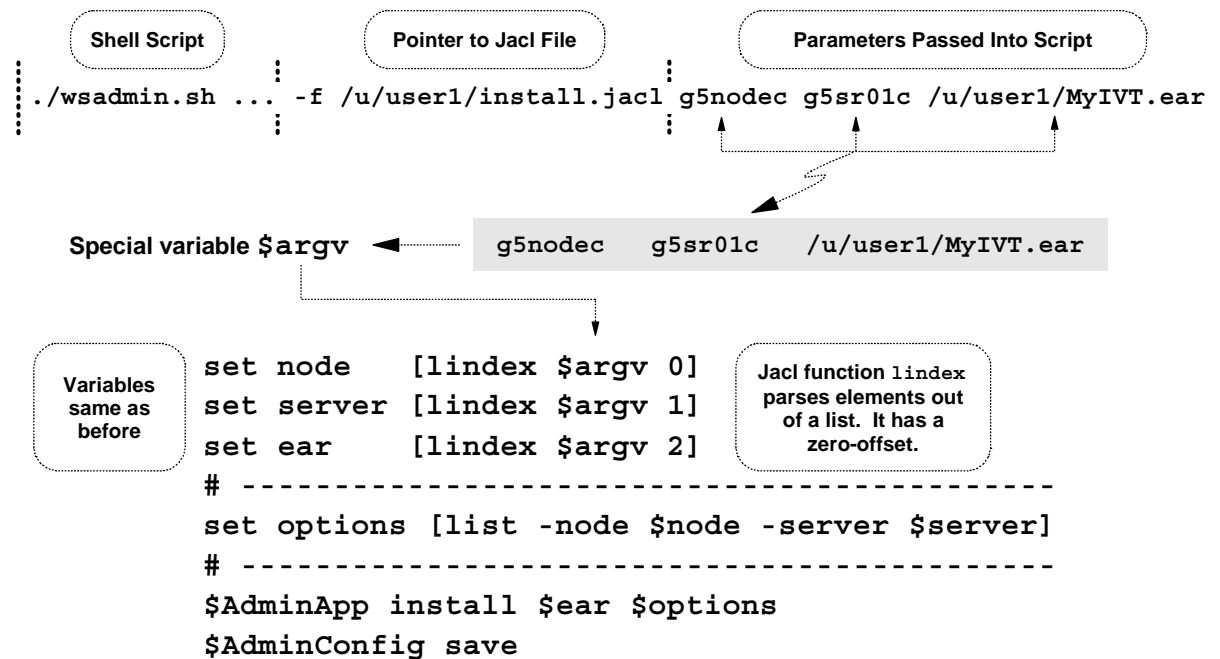 Shell Script
Pointer to Jacl File
Parameters Passed Into Script
./wsadmin.sh ... -f /u/user1/install.jacl g5nodec g5sr01c /u/user1/MyIVT.ear
Special variable $argv
g5nodec g5sr01c /u/user1/MyIVT.ear
Variables
same as
before
set node [lindex $argv 0]
set server [lindex $argv 1]
set ear [lindex $argv 2]
Jacl function lindex
parses elements out
of a list. It has a
zero-offset.
# --------------------------------------------
set options [list -node $node -server $server]
# --------------------------------------------
$AdminApp install $ear $options
$AdminConfig save